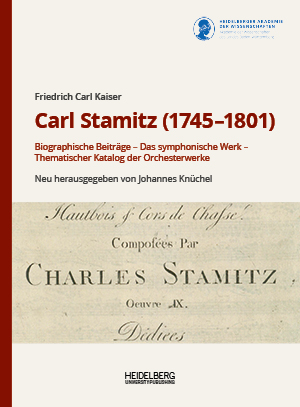 HEIDELBERGER AKADEMIE
DER WISSENSCHAFTEN
Friedrich Carl Kaiser
Carl Stamitz (1745–1801)
Biographische Beiträge – Das symphonische Werk –
Thematischer Katalog der Orchesterwerke
Neu herausgegeben von Johannes Knüchel
Hautbois & Cors de Chasse!
Composées Par
CHARLES STAMITZ
Oeuvre IX.
Dédiées
HEIDELBERG
UNIVERSITY PUBLISHING